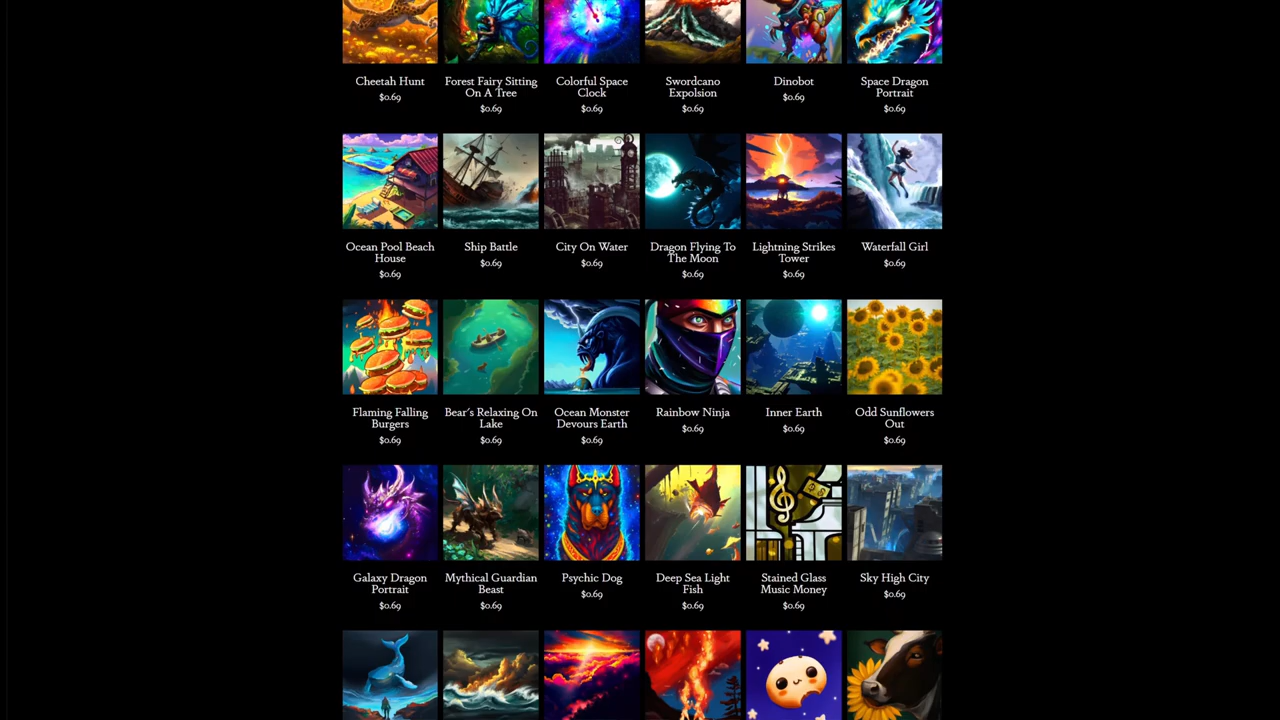 Cheetah Hunt
$0.69
Forest Fairy Sitting
On A Tree
$0.69
Colorful Space
Clock
$0.69
Swordcano
Expolsion
$0.69
Dinobot
$0.69
Space Dragon
Portrait
$0.69
Ocean Pool Beach
House
$0.69
Ship Battle
$0.69
City On Water
$0.69
Dragon Flying To
The Moon
$0.69
Lightning Strikes
Tower
$0.69
Waterfall Girl
$0.69
Flaming Falling
Burgers
$0.69
Bear's Relaxing On
Lake
$0.69
Ocean Monster
Devours Earth
$0.69
Rainbow Ninja
$0.69
Inner Earth
$0.69
Odd Sunflowers
Out
$0.69
Galaxy Dragon
Portrait
$0.69
Mythical Guardian
Beast
$0.69
Psychic Dog
$0.69
Deep Sea Light
Fish
$0.69
Stained Glass
Music Money
$0.69
Sky High City
$0.69